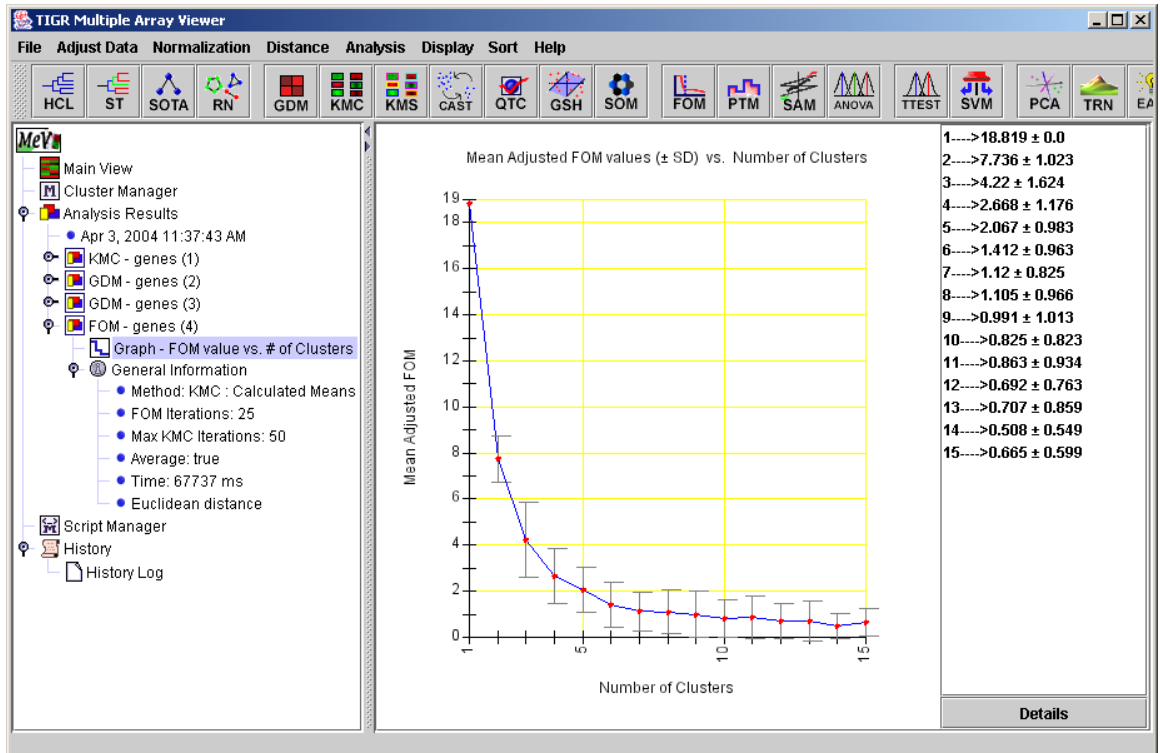 TIGR Multiple Array Viewer
File Adjust Data Normalization Distance Analysis Display Sort Help
HCL ST SOTA RN GDM KMC KMS CAST QTC GSH SOM FOM PTM SAM ANOVA TTEST SVM PCA TRN EA
MeV
Main View
Cluster Manager
Analysis Results
Apr 3, 2004 11:37:43 AM
KMC - genes (1)
GDM - genes (2)
GDM - genes (3)
FOM - genes (4)
Graph - FOM value vs. # of Clusters
General Information
Method: KMC : Calculated Means
FOM Iterations: 25
Max KMC Iterations: 50
Average: true
Time: 67737 ms
Euclidean distance
Script Manager
History
History Log
Mean Adjusted FOM values (± SD) vs. Number of Clusters
Mean Adjusted FOM
19
18
16
14
12
10
8
6
4
2
0
1 5 10 15
Number of Clusters
1---->18.819 ± 0.0
2---->7.736 ± 1.023
3---->4.22 ± 1.624
4---->2.668 ± 1.176
5---->2.067 ± 0.983
6---->1.412 ± 0.963
7---->1.12 ± 0.825
8---->1.105 ± 0.966
9---->0.991 ± 1.013
10---->0.825 ± 0.823
11---->0.863 ± 0.934
12---->0.692 ± 0.763
13---->0.707 ± 0.859
14---->0.508 ± 0.549
15---->0.665 ± 0.599
Details